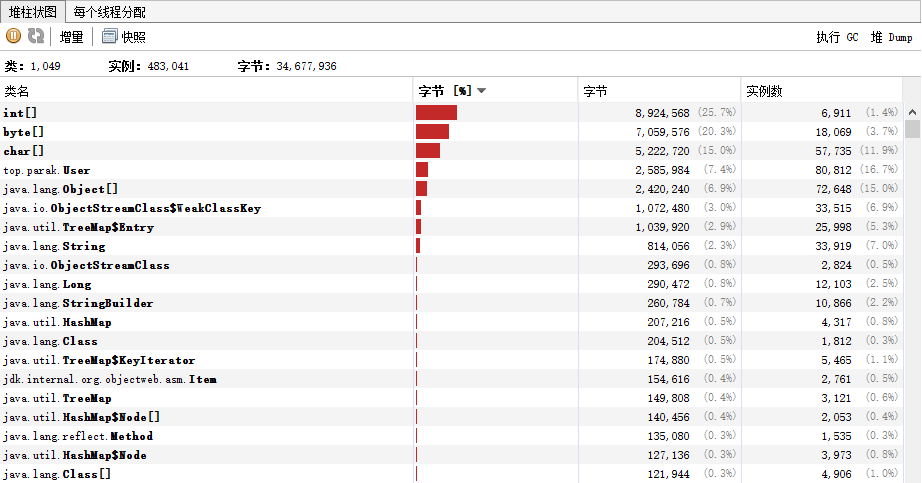 堆柱状图 每个线程分配
增量 快照 执行 GC 堆 Dump
类: 1,049 实例: 483,041 字节: 34,677,936
类名 字节 [%] 字节 实例数
int[] 8,924,568 (25.7%) 6,911 (1.4%)
byte[] 7,059,576 (20.3%) 18,069 (3.7%)
char[] 5,222,720 (15.0%) 57,735 (11.9%)
top.parak.User 2,585,984 (7.4%) 80,812 (16.7%)
java.lang.Object[] 2,420,240 (6.9%) 72,648 (15.0%)
java.io.ObjectStreamClass$WeakClassKey 1,072,480 (3.0%) 33,515 (6.9%)
java.util.TreeMap$Entry 1,039,920 (2.9%) 25,998 (5.3%)
java.lang.String 814,056 (2.3%) 33,919 (7.0%)
java.io.ObjectStreamClass 293,696 (0.8%) 2,824 (0.5%)
java.lang.Long 290,472 (0.8%) 12,103 (2.5%)
java.lang.StringBuilder 260,784 (0.7%) 10,866 (2.2%)
java.util.HashMap 207,216 (0.5%) 4,317 (0.8%)
java.lang.Class 204,512 (0.5%) 1,812 (0.3%)
java.util.TreeMap$KeyIterator 174,880 (0.5%) 5,465 (1.1%)
jdk.internal.org.objectweb.asm.Item 154,616 (0.4%) 2,761 (0.5%)
java.util.TreeMap 149,808 (0.4%) 3,121 (0.6%)
java.util.HashMap$Node[] 140,456 (0.4%) 2,053 (0.4%)
java.lang.reflect.Method 135,080 (0.3%) 1,535 (0.3%)
java.util.HashMap$Node 127,136 (0.3%) 3,973 (0.8%)
java.lang.Class[] 121,944 (0.3%) 4,906 (1.0%)